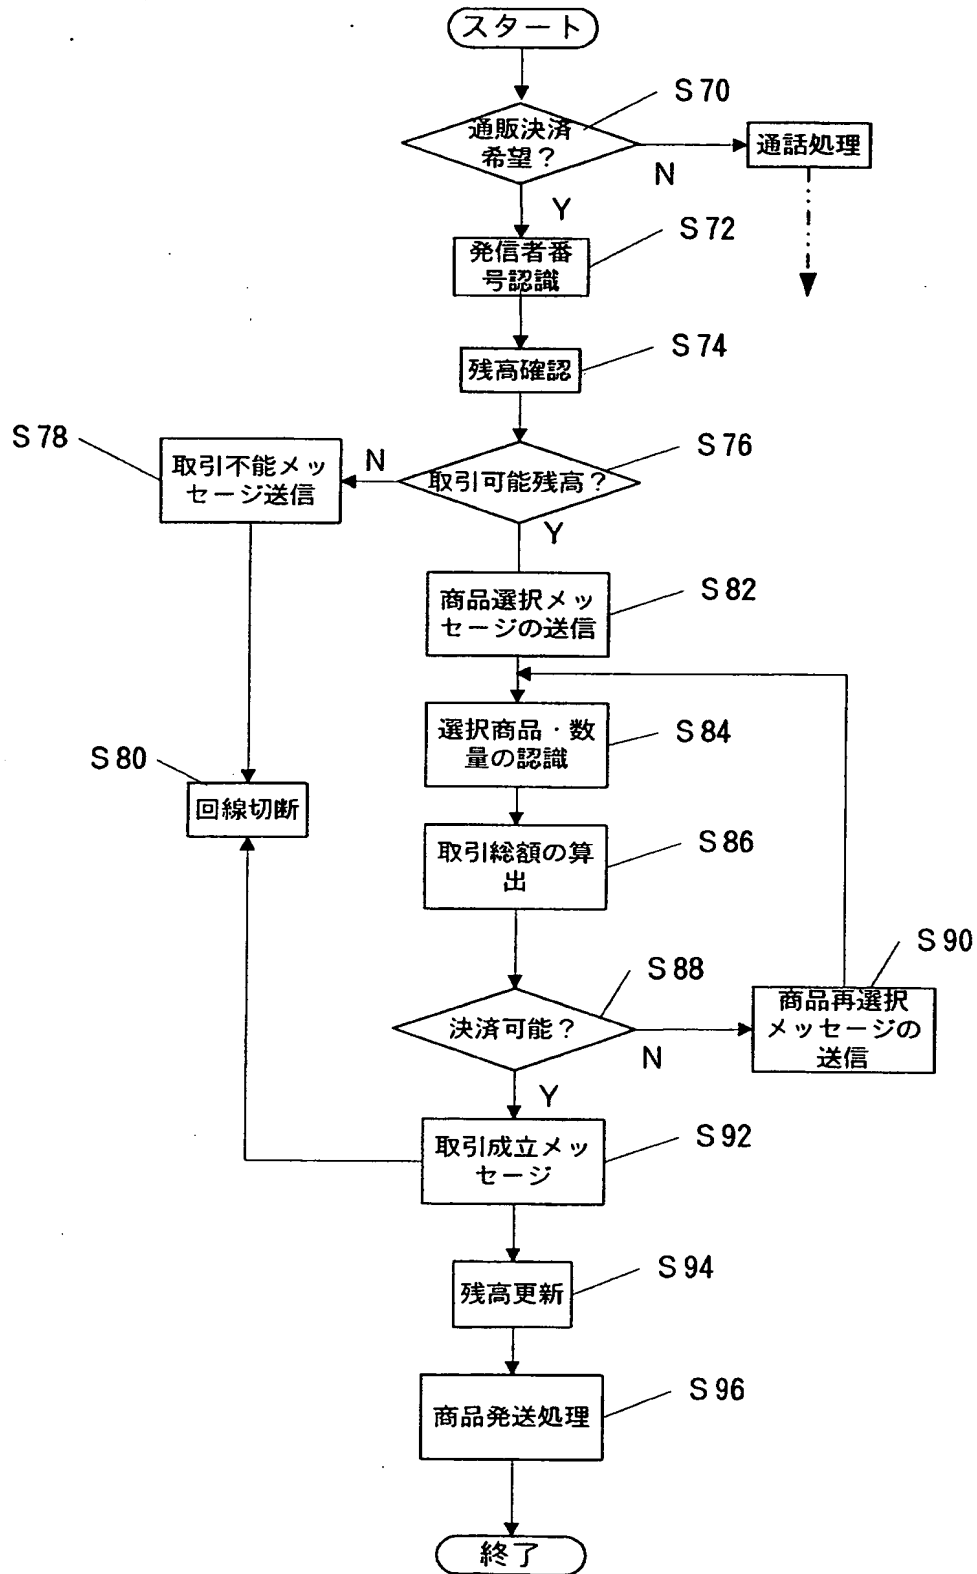 スタート
S70
通販決済
希望？
N
通話処理
Y
S72
発信者番
号認識
S74
残高確認
S78
取引不能メッ
セージ送信
N
S76
取引可能残高？
Y
S82
商品選択メッ
セージの送信
S84
選択商品・数
量の認識
S80
回線切断
S86
取引総額の算
出
S88
決済可能？
N
S90
商品再選択
メッセージの
送信
Y
S92
取引成立メッ
セージ
S94
残高更新
S96
商品発送処理
終了